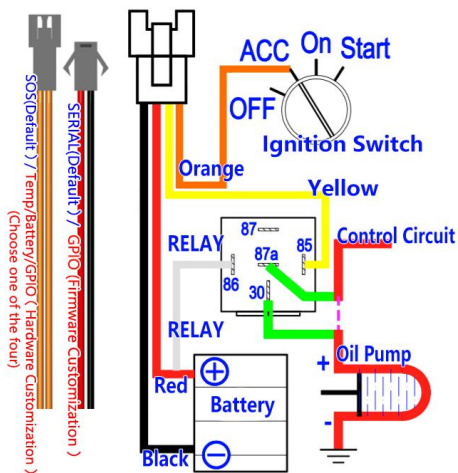 SOS(Default) / Temp/Battery/GPIO ( Hardware Customization )
(Choose one of the four)
SERIAL(Default) / GPIO (Firmware Customization )
ACC
On
Start
OFF
Ignition Switch
Orange
Yellow
87
RELAY
87a
85
Control Circuit
86
30
RELAY
+
Oil Pump
Red
+
Battery
-
Black
−